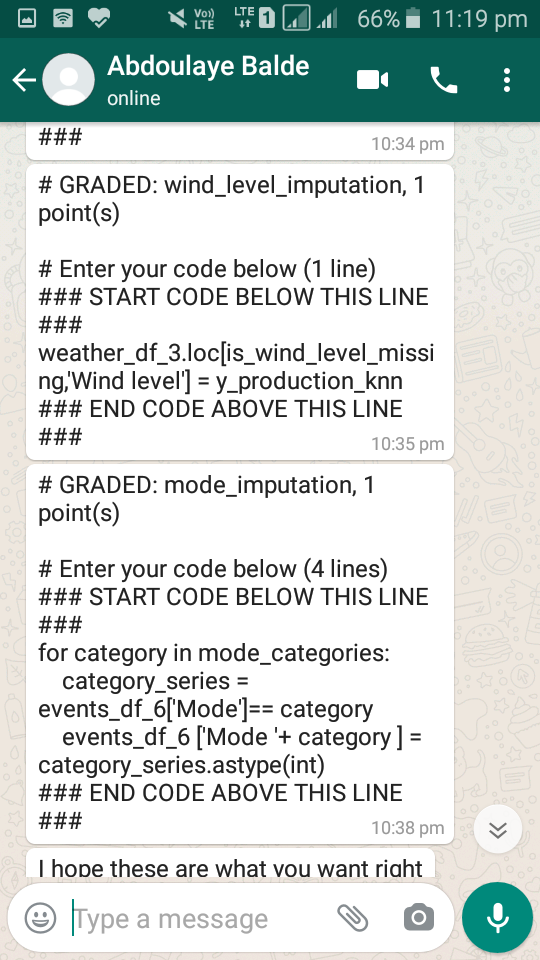 Vo))
LTE
LTE
1
66%
11:19 pm
Abdoulaye Balde
online
###
10:34 pm
# GRADED: wind_level_imputation, 1
point(s)
# Enter your code below (1 line)
### START CODE BELOW THIS LINE
###
weather_df_3.loc[is_wind_level_missi
ng,'Wind level'] = y_production_knn
### END CODE ABOVE THIS LINE
###
10:35 pm
# GRADED: mode_imputation, 1
point(s)
# Enter your code below (4 lines)
### START CODE BELOW THIS LINE
###
for category in mode_categories:
category_series =
events_df_6['Mode']== category
events_df_6 ['Mode '+ category ] =
category_series.astype(int)
### END CODE ABOVE THIS LINE
###
10:38 pm
I hope these are what you want right
Type a message